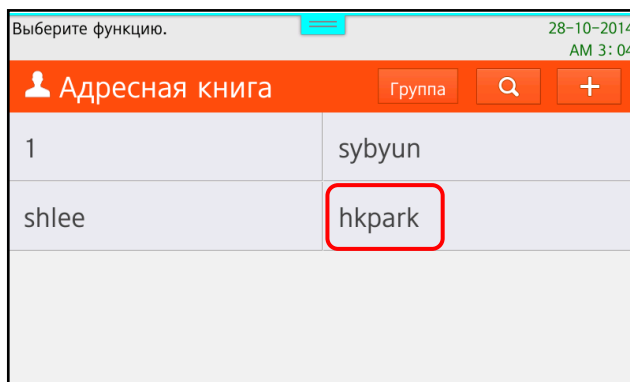 Выберите функцию.
28-10-2014
AM 3:04
Адресная книга
Группа
1
sybyun
shlee
hkpark